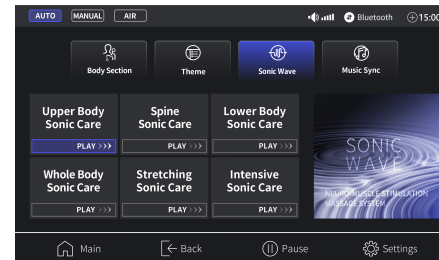 AUTO MANUAL AIR Bluetooth 15:00
Body Section Theme Sonic Wave Music Sync
Upper Body Sonic Care
PLAY >>>
Spine Sonic Care
PLAY >>>
Lower Body Sonic Care
PLAY >>>
Whole Body Sonic Care
PLAY >>>
Stretching Sonic Care
PLAY >>>
Intensive Sonic Care
PLAY >>>
SONIC
WAVE
NEURO MUSCLE STIMULATION
MASSAGE SYSTEM
Main Back Pause Settings